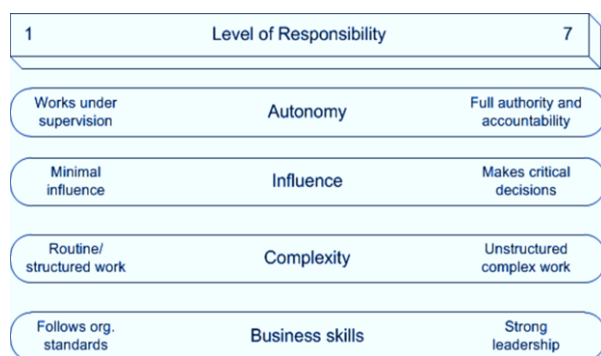 1 Level of Responsibility 7
Works under
supervision
Autonomy
Full authority and
accountability
Minimal
influence
Influence
Makes critical
decisions
Routine/
structured work
Complexity
Unstructured
complex work
Follows org.
standards
Business skills
Strong
leadership